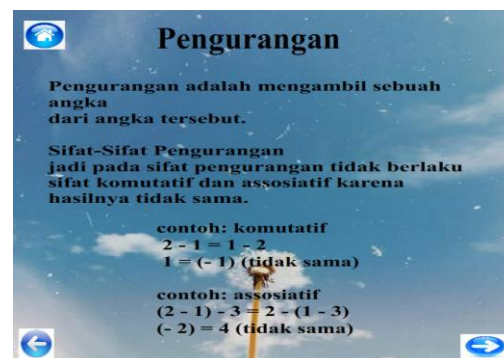 Pengurangan
Pengurangan adalah mengambil sebuah
angka
dari angka tersebut.
Sifat-Sifat Pengurangan
jadi pada sifat pengurangan tidak berlaku
sifat komutatif dan assosiatif karena
hasilnya tidak sama.
contoh: komutatif
2 - 1 = 1 - 2
1 = (- 1) (tidak sama)
contoh: assosiatif
(2 - 1) - 3 = 2 - (1 - 3)
(- 2) = 4 (tidak sama)